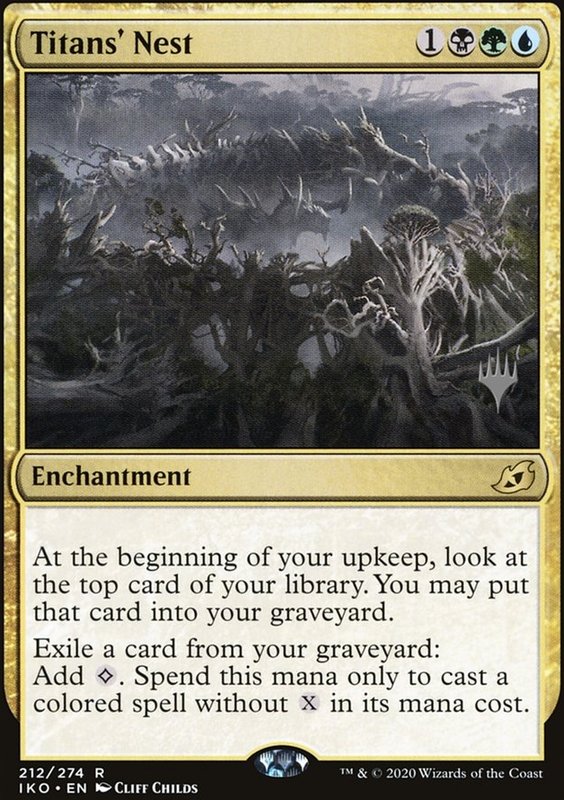 Titans' Nest 1
Enchantment
At the beginning of your upkeep, look at
the top card of your library. You may put
that card into your graveyard.
Exile a card from your graveyard:
Add . Spend this mana only to cast a
colored spell without X in its mana cost.
212/274 R
IKO • EN Cliff Childs
™ & © 2020 Wizards of the Coast